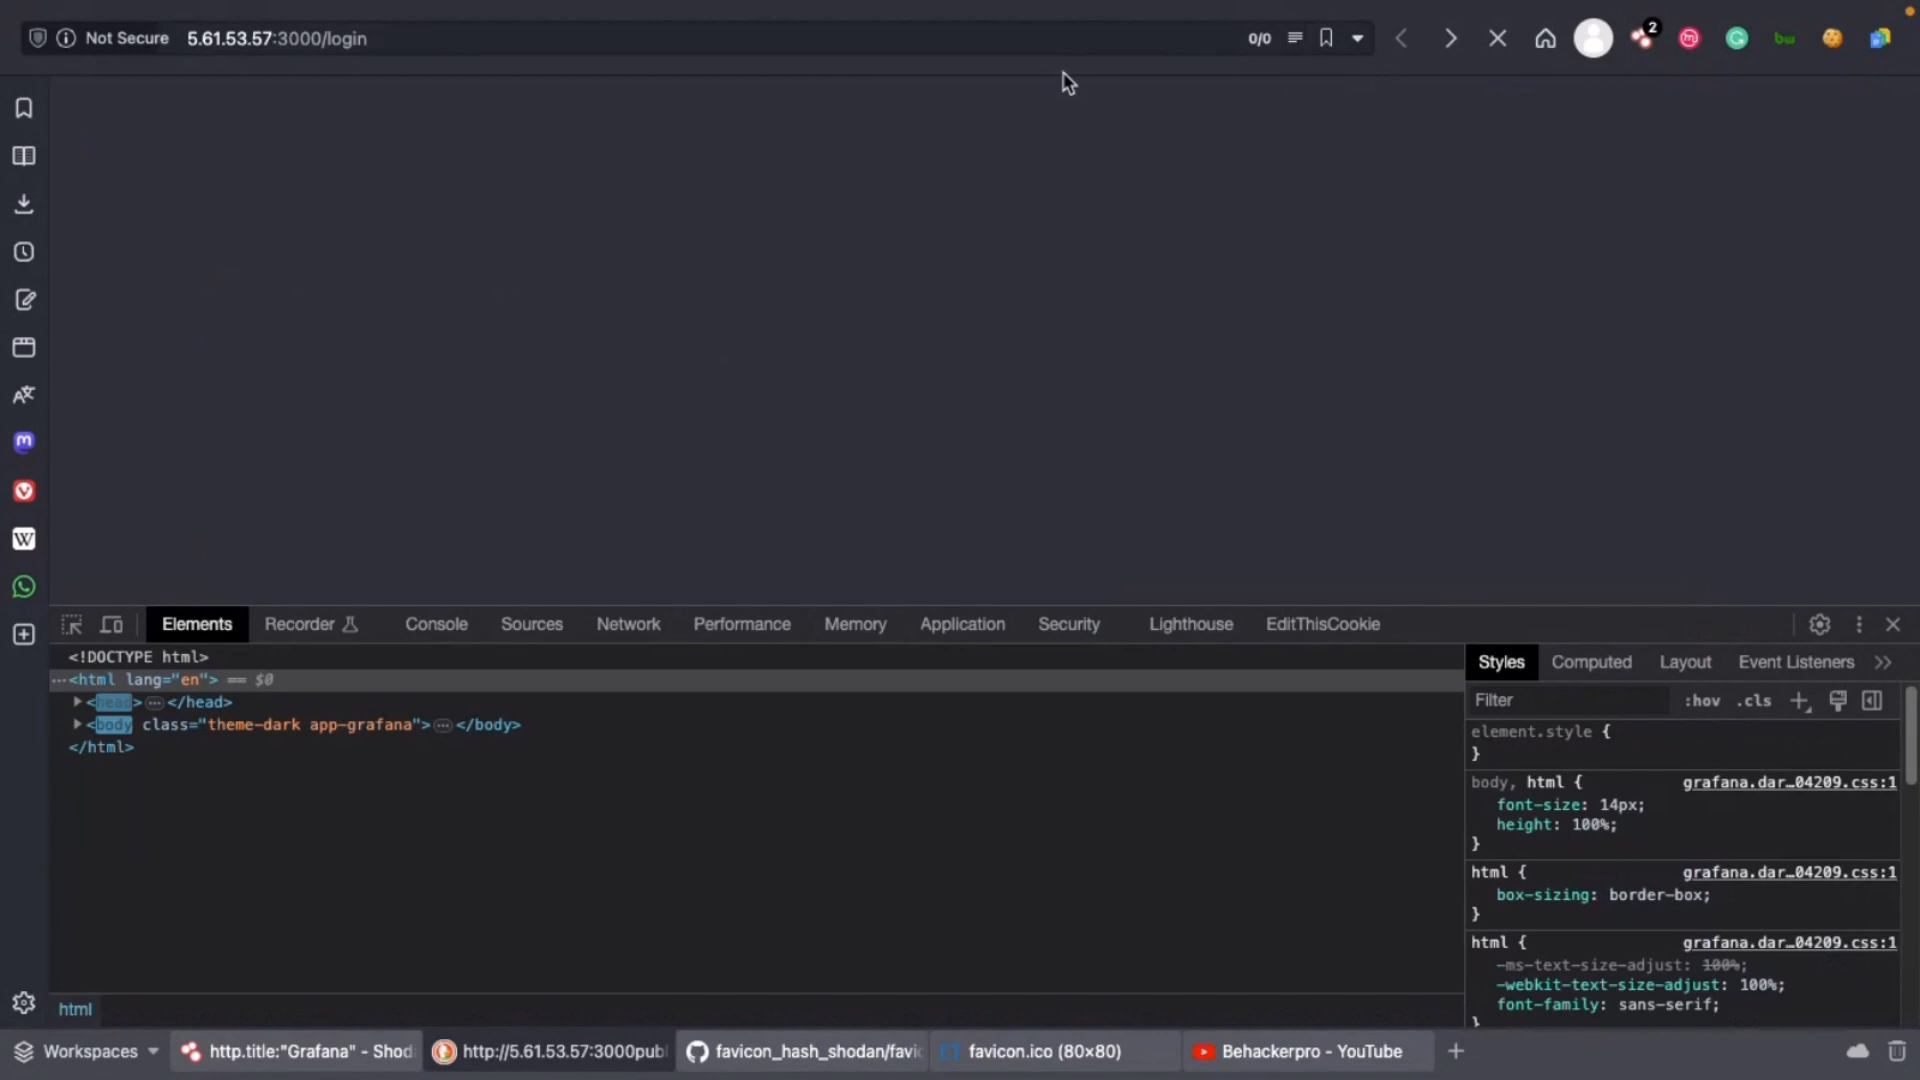 Not Secure 5.61.53.57:3000/login 0/0 2
bw
Elements Recorder Console Sources Network Performance Memory Application Security Lighthouse EditThisCookie
<!DOCTYPE html>
<html lang="en"> == $0
<head> </head>
<body class="theme-dark app-grafana"> </body>
</html>
html
Styles Computed Layout Event Listeners
Filter :hov .cls
element.style {
}
body, html { grafana.dar…04209.css:1
font-size: 14px;
height: 100%;
}
html { grafana.dar…04209.css:1
box-sizing: border-box;
}
html { grafana.dar…04209.css:1
-ms-text-size-adjust: 100%;
-webkit-text-size-adjust: 100%;
font-family: sans-serif;
}
Workspaces http.title:"Grafana" - Shod http://5.61.53.57:3000publ favicon_hash_shodan/favic favicon.ico (80×80) Behackerpro - YouTube